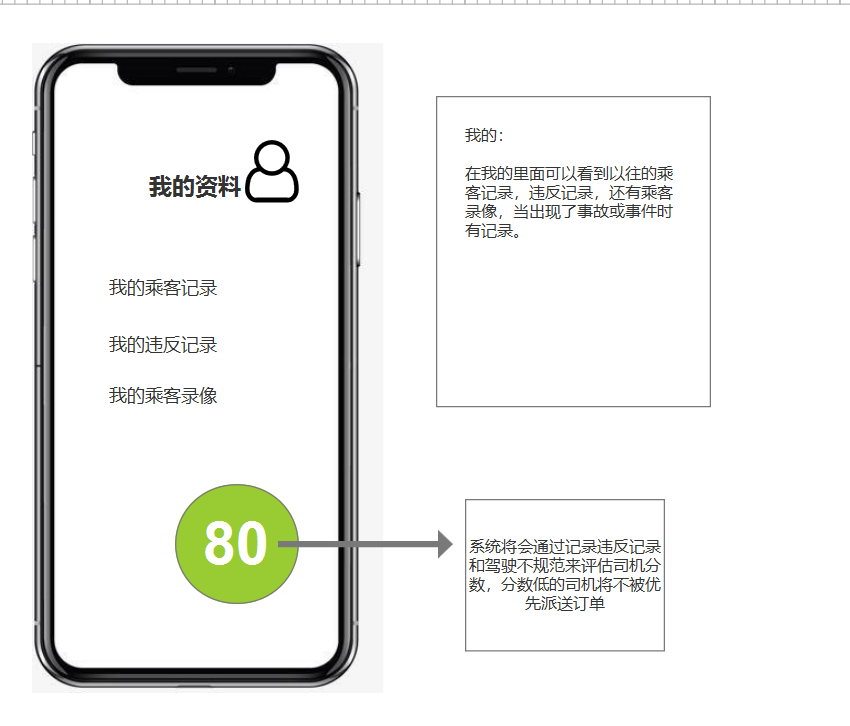 我的资料
我的乘客记录
我的违反记录
我的乘客录像
80
我的：
在我的里面可以看到以往的乘
客记录，违反记录，还有乘客
录像，当出现了事故或事件时
有记录。
系统将会通过记录违反记录
和驾驶不规范来评估司机分
数，分数低的司机将不被优
先派送订单